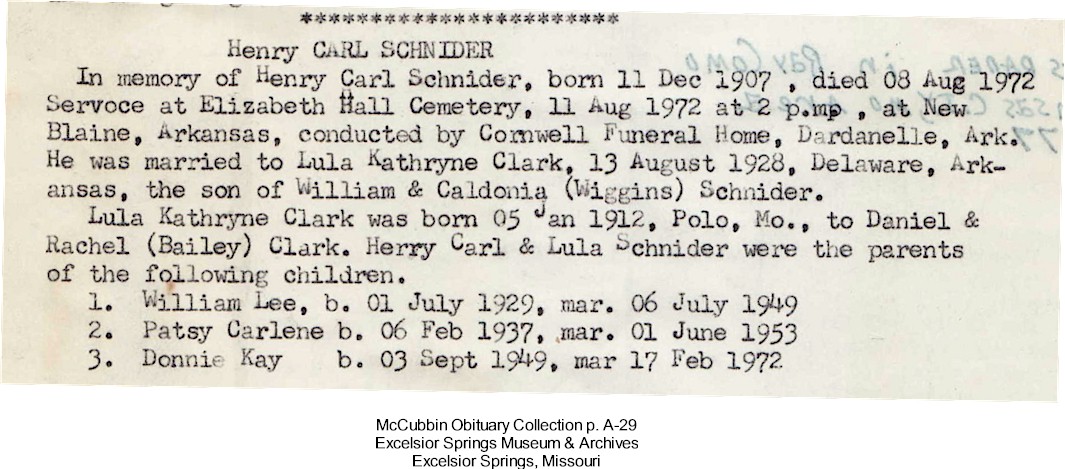 **********************
Henry CARL SCHNIDER
In memory of Henry Carl Schnider, born 11 Dec 1907 , died 08 Aug 1972
Servoce at Elizabeth Hall Cemetery, 11 Aug 1972 at 2 p.mp , at New
Blaine, Arkansas, conducted by Cornwell Funeral Home, Dardanelle, Ark.
He was married to Lula Kathryne Clark, 13 August 1928, Delaware, Ark-
ansas, the son of William & Caldonia (Wiggins) Schnider.
Lula Kathryne Clark was born 05 Jan 1912, Polo, Mo., to Daniel &
Rachel (Bailey) Clark. Herry Carl & Lula Schnider were the parents
of the following children.
1. William Lee, b. 01 July 1929, mar. 06 July 1949
2. Patsy Carlene b. 06 Feb 1937, mar. 01 June 1953
3. Donnie Kay b. 03 Sept 1949, mar 17 Feb 1972
McCubbin Obituary Collection p. A-29
Excelsior Springs Museum & Archives
Excelsior Springs, Missouri